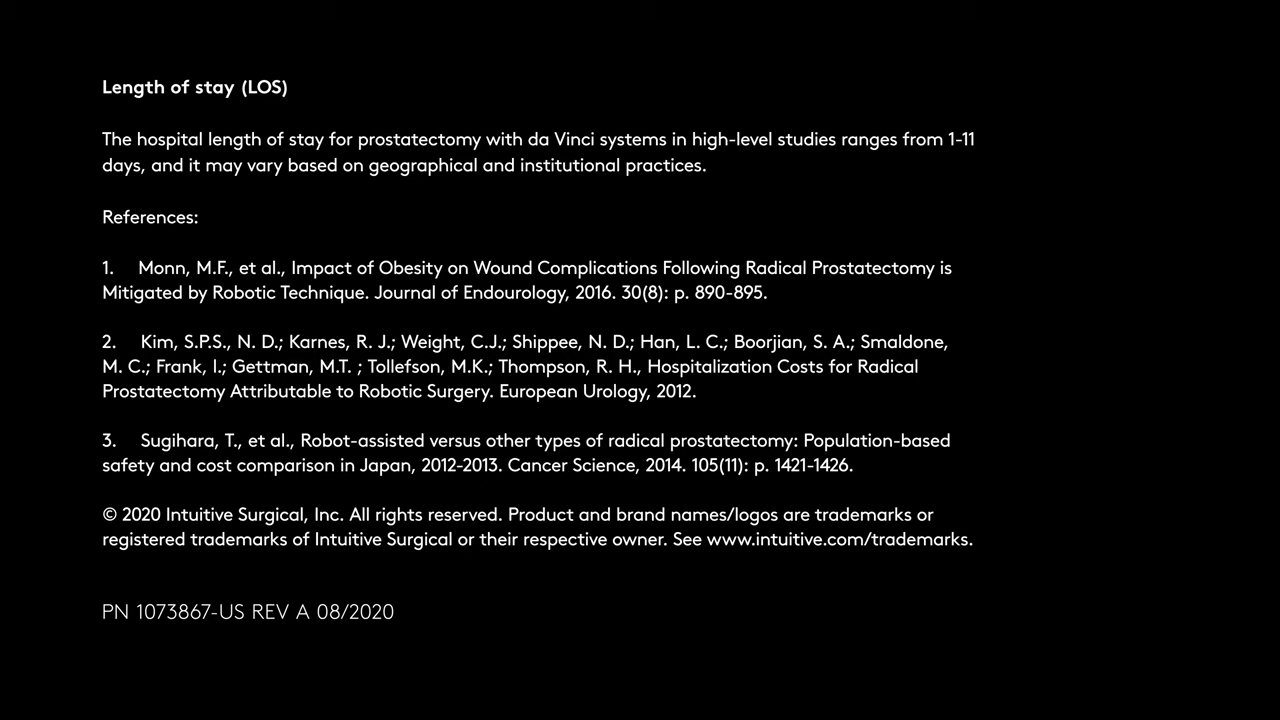 Length of stay (LOS)
The hospital length of stay for prostatectomy with da Vinci systems in high-level studies ranges from 1-11
days, and it may vary based on geographical and institutional practices.
References:
1. Monn, M.F., et al., Impact of Obesity on Wound Complications Following Radical Prostatectomy is
Mitigated by Robotic Technique. Journal of Endourology, 2016. 30(8): p. 890-895.
2. Kim, S.P.S., N. D.; Karnes, R. J.; Weight, C.J.; Shippee, N. D.; Han, L. C.; Boorjian, S. A.; Smaldone,
M. C.; Frank, I.; Gettman, M.T. ; Tollefson, M.K.; Thompson, R. H., Hospitalization Costs for Radical
Prostatectomy Attributable to Robotic Surgery. European Urology, 2012.
3. Sugihara, T., et al., Robot-assisted versus other types of radical prostatectomy: Population-based
safety and cost comparison in Japan, 2012-2013. Cancer Science, 2014. 105(11): p. 1421-1426.
© 2020 Intuitive Surgical, Inc. All rights reserved. Product and brand names/logos are trademarks or
registered trademarks of Intuitive Surgical or their respective owner. See www.intuitive.com/trademarks.
PN 1073867-US REV A 08/2020